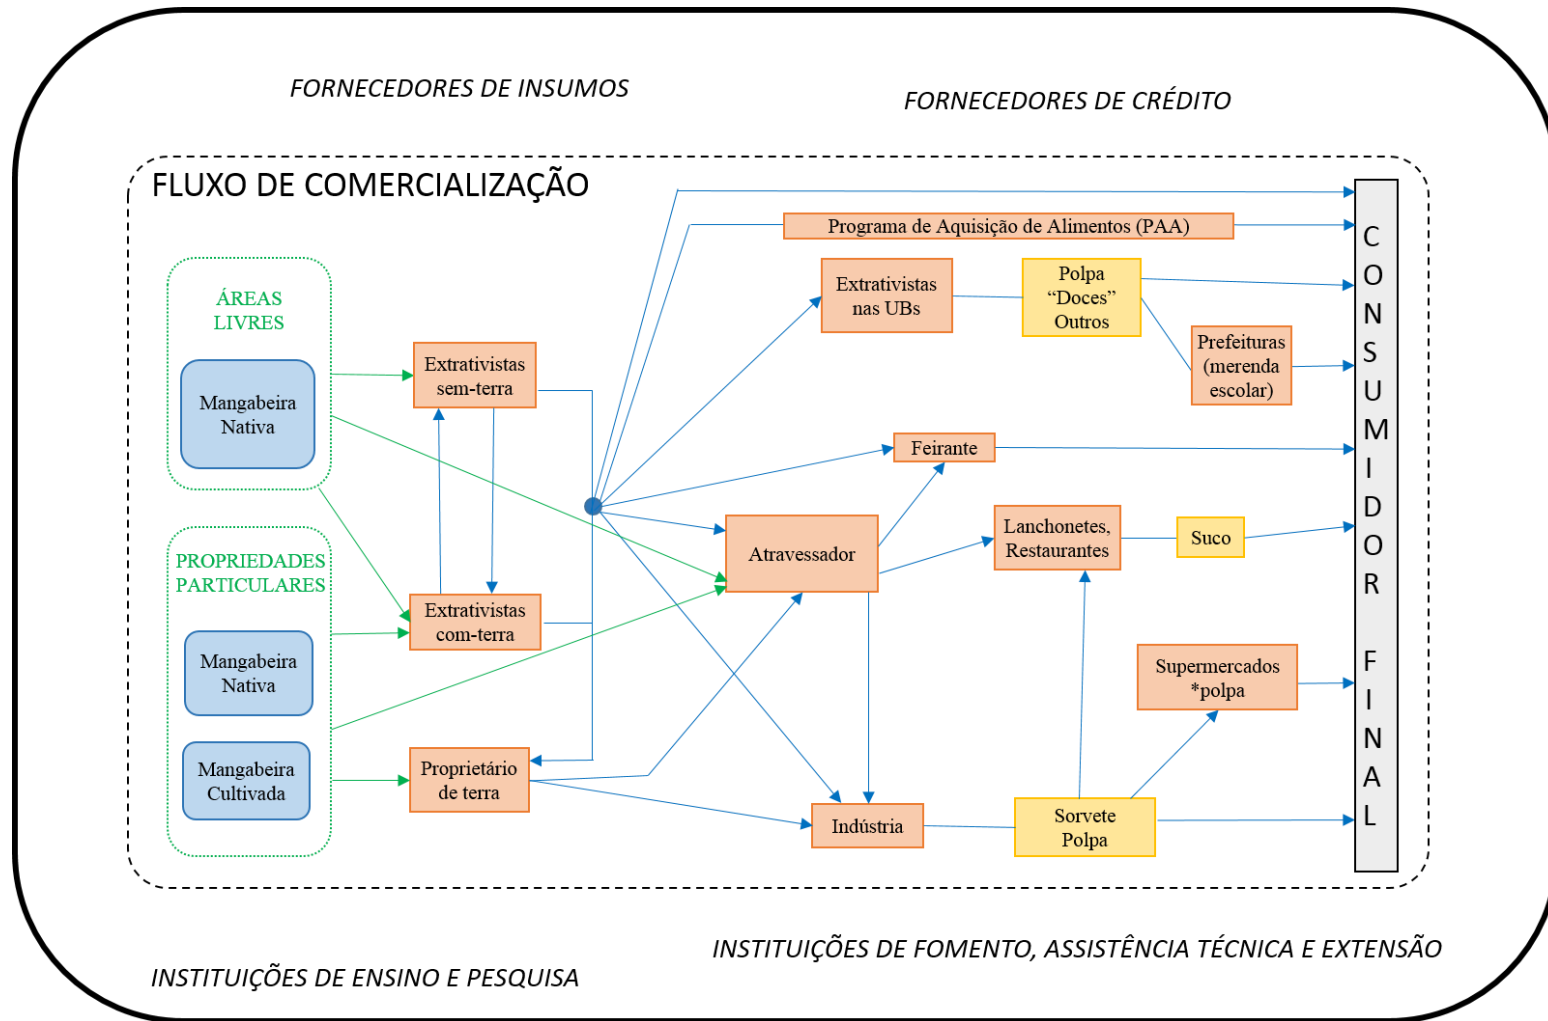 FORNECEDORES DE INSUMOS
FORNECEDORES DE CRÉDITO
FLUXO DE COMERCIALIZAÇÃO
ÁREAS
LIVRES
Mangabeira
Nativa
PROPRIEDADES
PARTICULARES
Mangabeira
Nativa
Mangabeira
Cultivada
Extrativistas
sem-terra
Extrativistas
com-terra
Proprietário
de terra
Programa de Aquisição de Alimentos (PAA)
Extrativistas
nas UBs
Polpa
“Doces”
Outros
Prefeituras
(merenda
escolar)
Feirante
Atravessador
Lanchonetes,
Restaurantes
Suco
Supermercados
*polpa
Indústria
Sorvete
Polpa
CONSUMIDOR FINAL
INSTITUIÇÕES DE FOMENTO, ASSISTÊNCIA TÉCNICA E EXTENSÃO
INSTITUIÇÕES DE ENSINO E PESQUISA